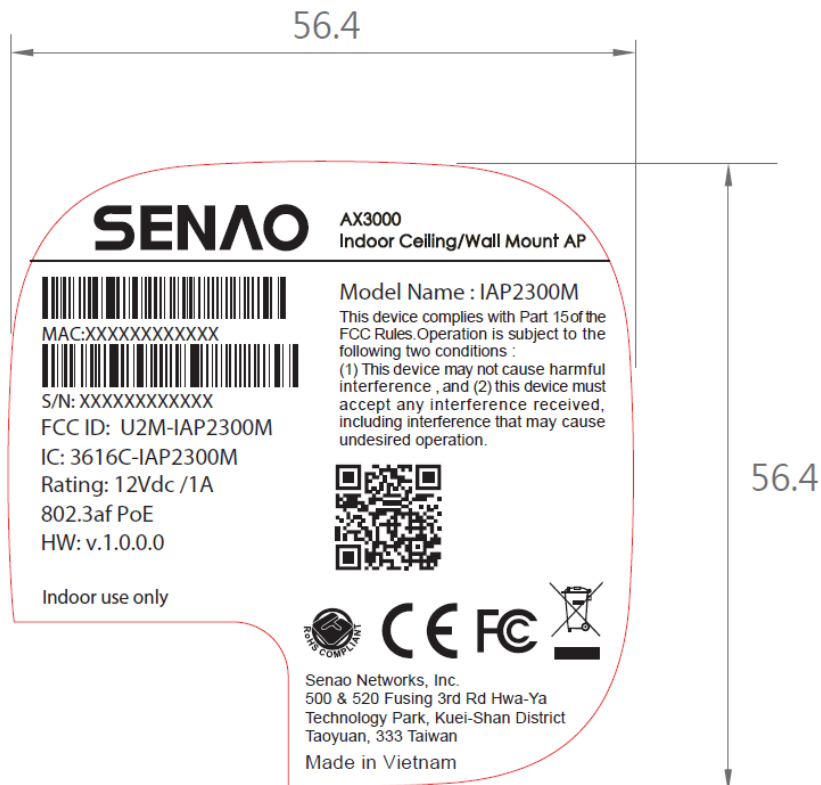 56.4
SENAO
AX3000
Indoor Ceiling/Wall Mount AP
MAC:XXXXXXXXXXXX
S/N: XXXXXXXXXXXX
FCC ID: U2M-IAP2300M
IC: 3616C-IAP2300M
Rating: 12Vdc /1A
802.3af PoE
HW: v.1.0.0.0
Indoor use only
Model Name : IAP2300M
This device complies with Part 15 of the
FCC Rules. Operation is subject to the
following two conditions :
(1) This device may not cause harmful
interference , and (2) this device must
accept any interference received,
including interference that may cause
undesired operation.
56.4
RoHS COMPLIANT
CE
FC
Senao Networks, Inc.
500 & 520 Fusing 3rd Rd Hwa-Ya
Technology Park, Kuei-Shan District
Taoyuan, 333 Taiwan
Made in Vietnam